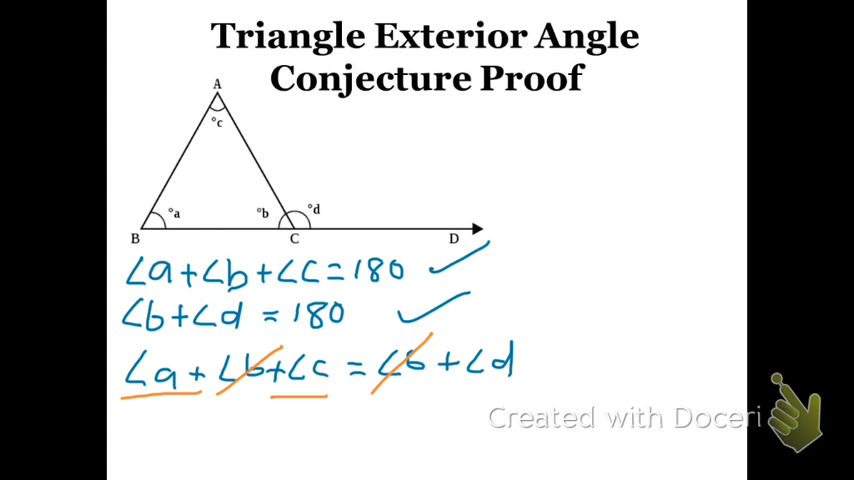 Triangle Exterior Angle
Conjecture Proof
A
°c
°a
°b
°d
B
C
D
∠a+∠b+∠c=180
∠b+∠d=180
∠a+∠b+∠c=∠b+∠d
Created with Doceri